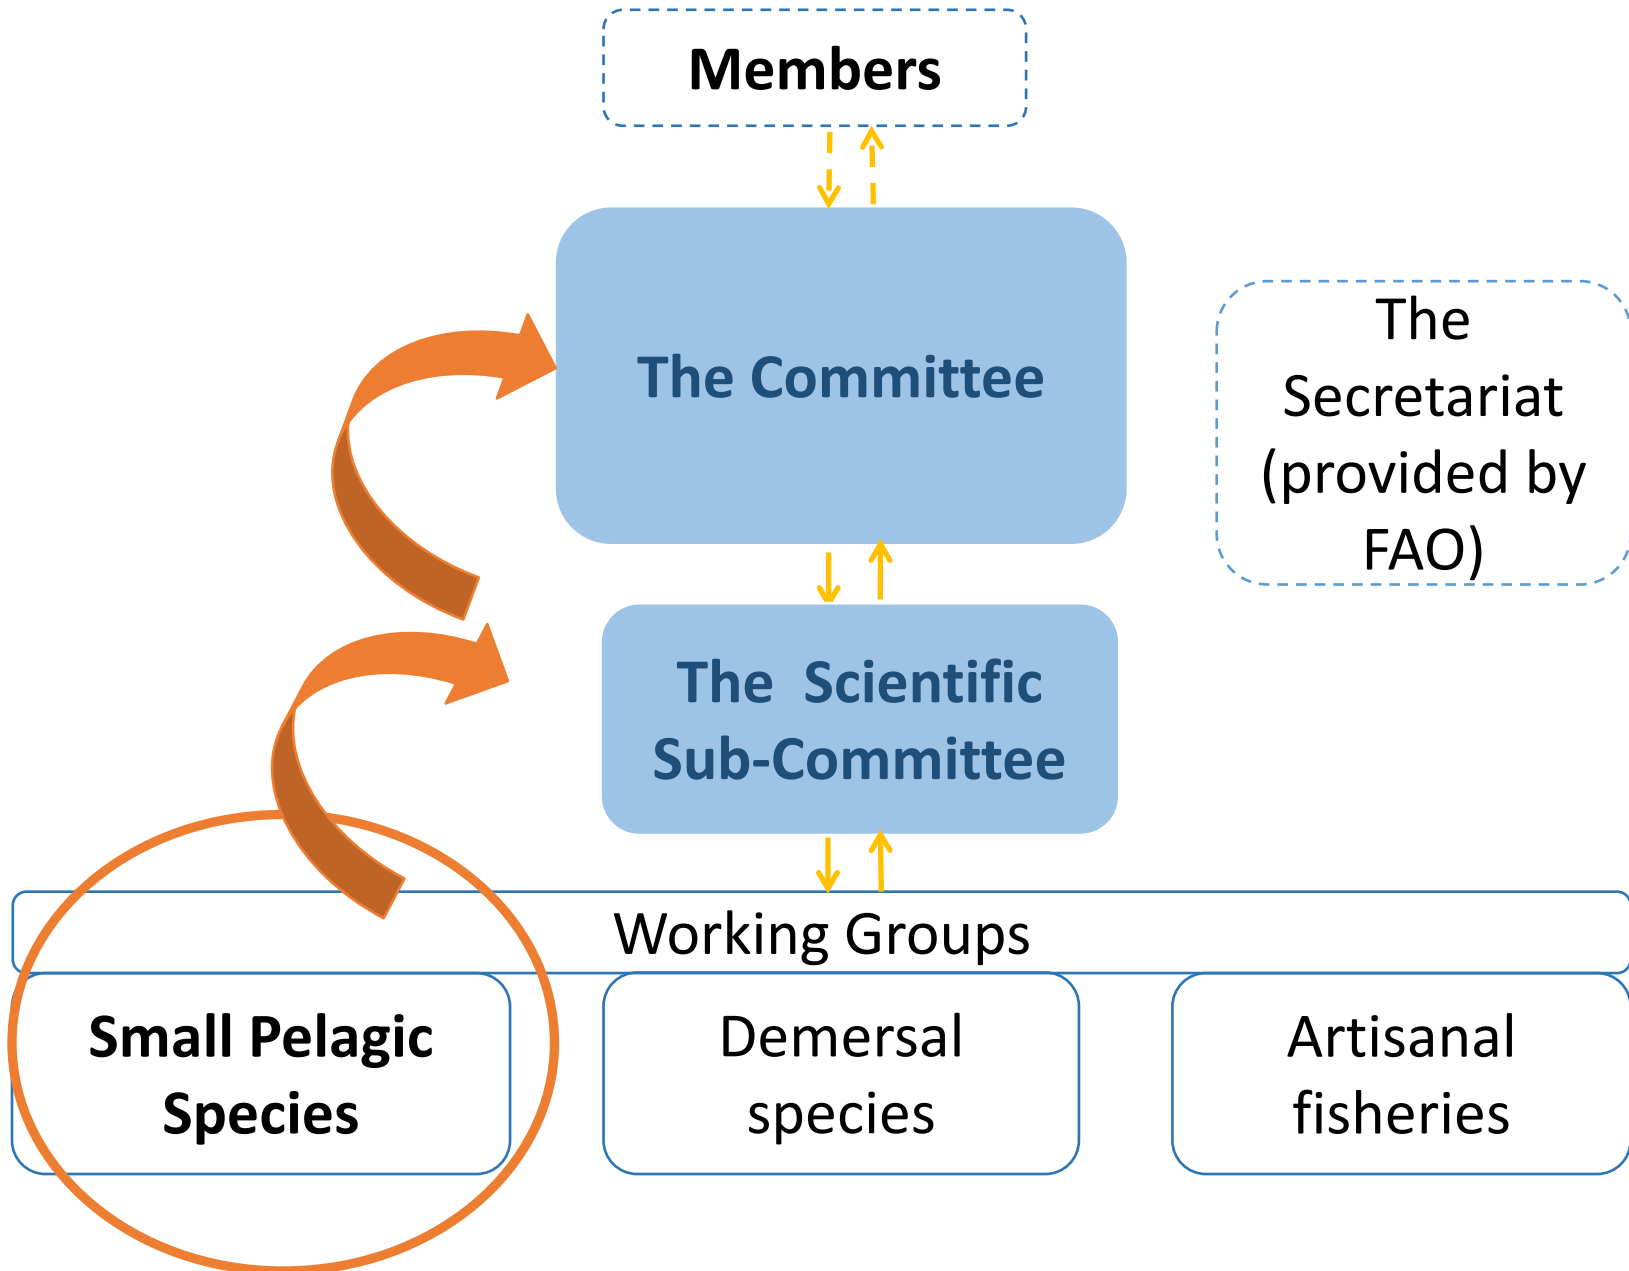 Members
The Committee
The
Secretariat
(provided by
FAO)
The Scientific
Sub-Committee
Working Groups
Small Pelagic
Species
Demersal
species
Artisanal
fisheries